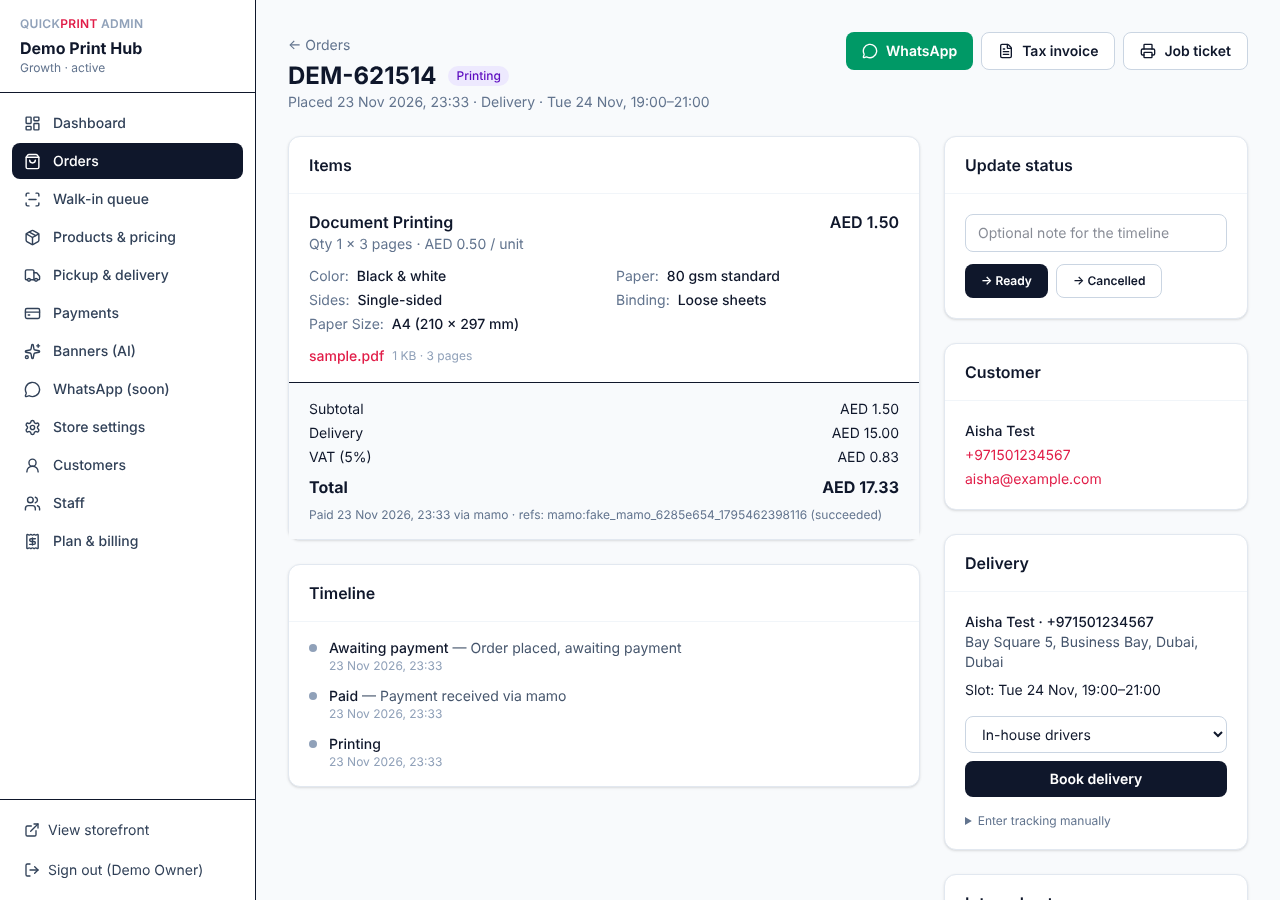 QUICKPRINT ADMIN
Demo Print Hub
Growth · active
Dashboard
Orders
Walk-in queue
Products & pricing
Pickup & delivery
Payments
Banners (AI)
WhatsApp (soon)
Store settings
Customers
Staff
Plan & billing
View storefront
Sign out (Demo Owner)
← Orders
DEM-621514 Printing
Placed 23 Nov 2026, 23:33 · Delivery · Tue 24 Nov, 19:00–21:00
WhatsApp Tax invoice Job ticket
Items
Document Printing AED 1.50
Qty 1 × 3 pages · AED 0.50 / unit
Color: Black & white Paper: 80 gsm standard
Sides: Single-sided Binding: Loose sheets
Paper Size: A4 (210 × 297 mm)
sample.pdf 1 KB · 3 pages
Subtotal AED 1.50
Delivery AED 15.00
VAT (5%) AED 0.83
Total AED 17.33
Paid 23 Nov 2026, 23:33 via mamo · refs: mamo:fake_mamo_6285e654_1795462398116 (succeeded)
Timeline
Awaiting payment — Order placed, awaiting payment
23 Nov 2026, 23:33
Paid — Payment received via mamo
23 Nov 2026, 23:33
Printing
23 Nov 2026, 23:33
Update status
Optional note for the timeline
→ Ready → Cancelled
Customer
Aisha Test
+971501234567
aisha@example.com
Delivery
Aisha Test · +971501234567
Bay Square 5, Business Bay, Dubai,
Dubai
Slot: Tue 24 Nov, 19:00–21:00
In-house drivers
Book delivery
Enter tracking manually